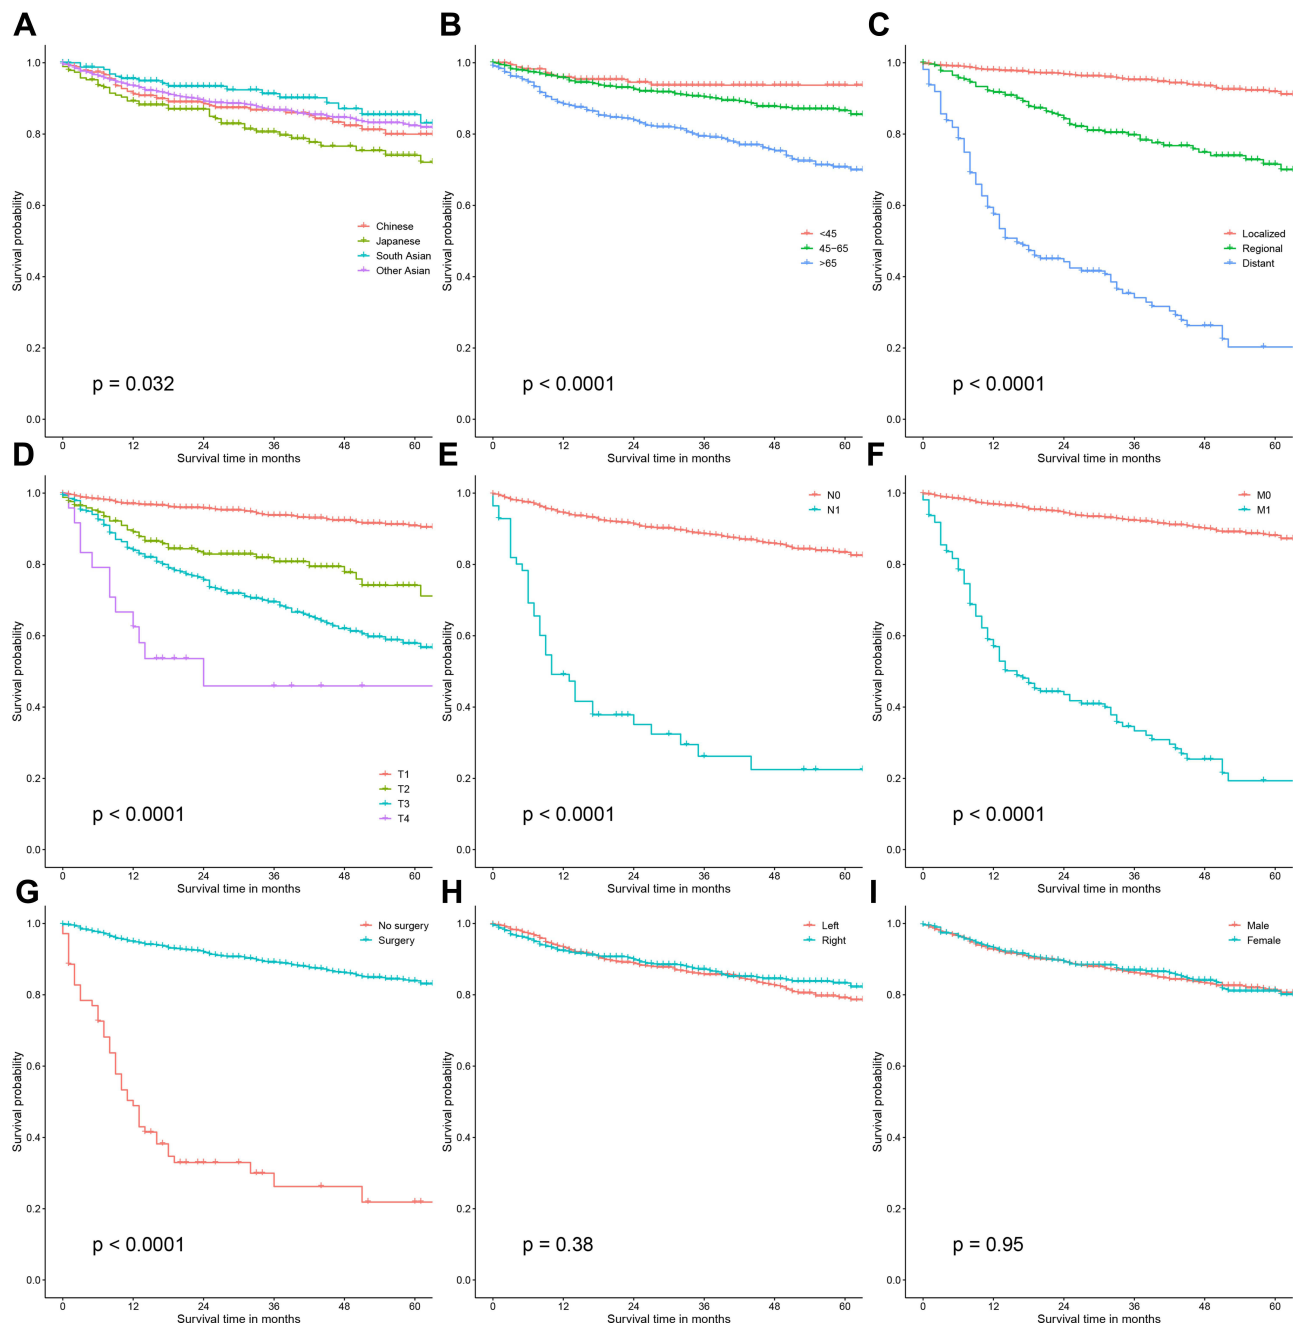 A
B
C
1.0
0.8
0.6
0.4
0.2
0.0
Survival probability
Chinese
Japanese
South Asian
Other Asian
p = 0.032
0 12 24 36 48 60
Survival time in months
1.0
0.8
0.6
0.4
0.2
0.0
Survival probability
<45
45−65
>65
p < 0.0001
0 12 24 36 48 60
Survival time in months
1.0
0.8
0.6
0.4
0.2
0.0
Survival probability
Localized
Regional
Distant
p < 0.0001
0 12 24 36 48 60
Survival time in months
D
E
F
1.0
0.8
0.6
0.4
0.2
0.0
Survival probability
T1
T2
T3
T4
p < 0.0001
0 12 24 36 48 60
Survival time in months
1.0
0.8
0.6
0.4
0.2
0.0
Survival probability
N0
N1
p < 0.0001
0 12 24 36 48 60
Survival time in months
1.0
0.8
0.6
0.4
0.2
0.0
Survival probability
M0
M1
p < 0.0001
0 12 24 36 48 60
Survival time in months
G
H
I
1.0
0.8
0.6
0.4
0.2
0.0
Survival probability
No surgery
Surgery
p < 0.0001
0 12 24 36 48 60
Survival time in months
1.0
0.8
0.6
0.4
0.2
0.0
Survival probability
Left
Right
p = 0.38
0 12 24 36 48 60
Survival time in months
1.0
0.8
0.6
0.4
0.2
0.0
Survival probability
Male
Female
p = 0.95
0 12 24 36 48 60
Survival time in months